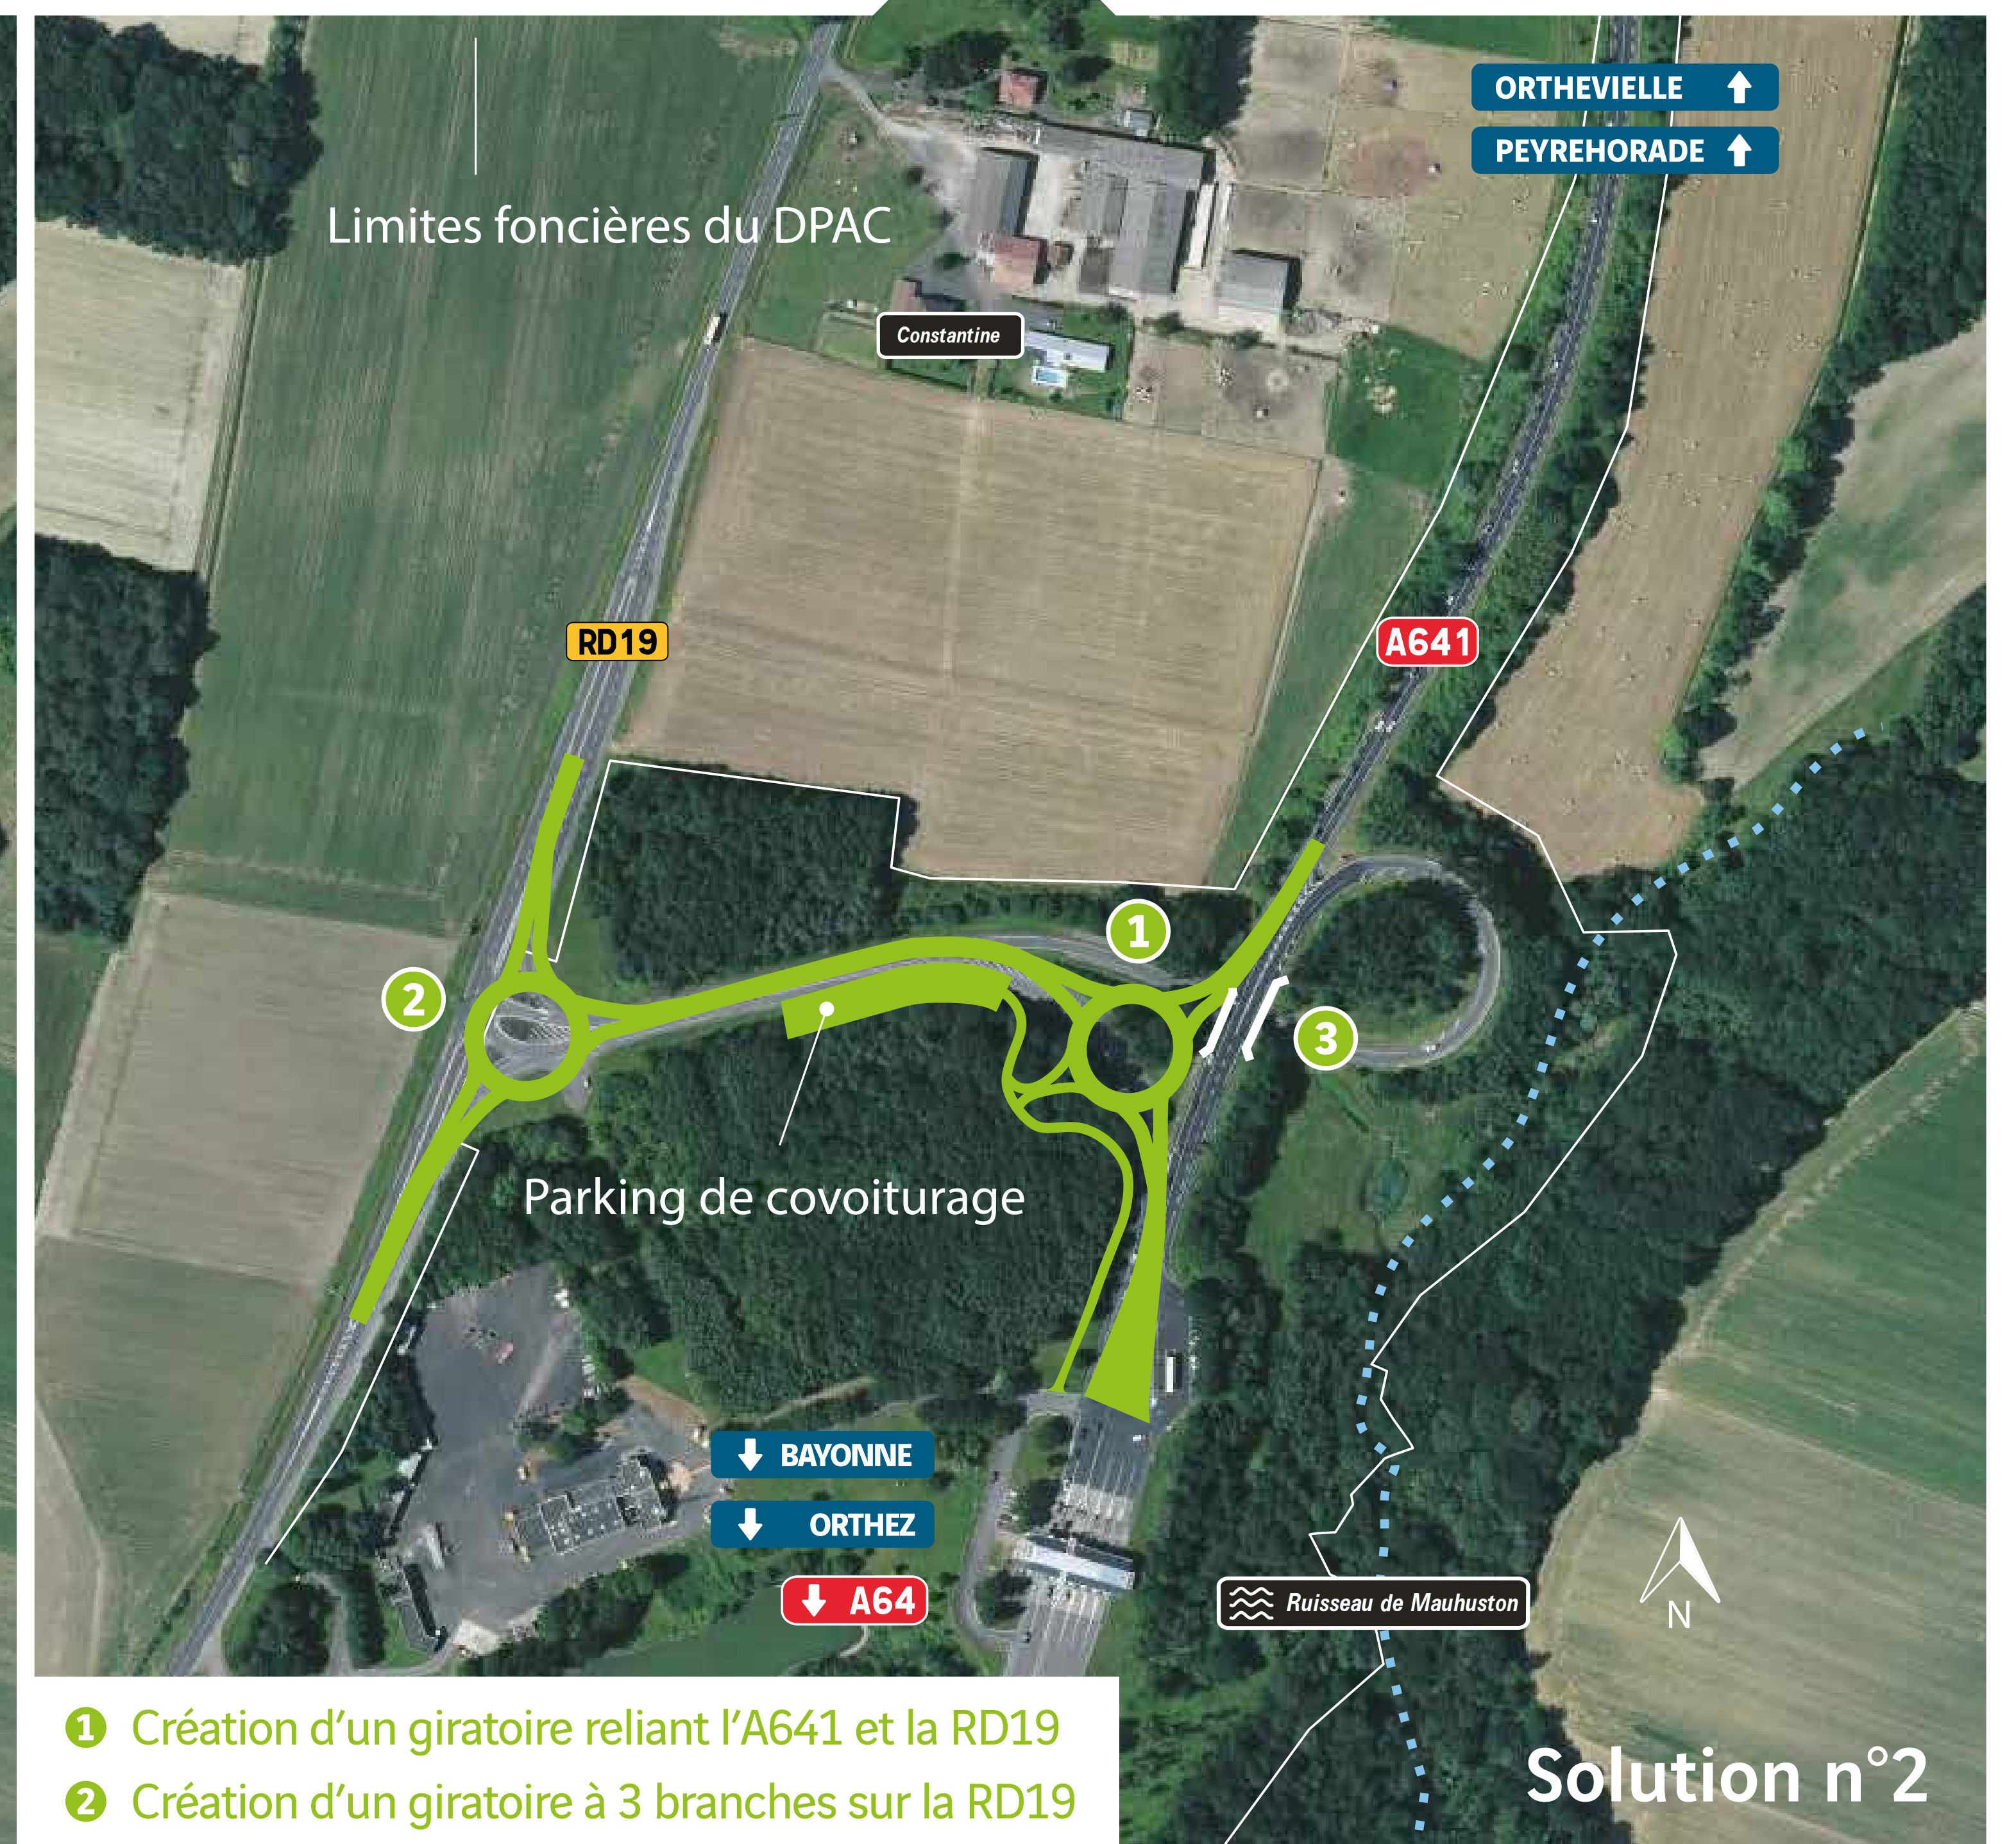 ORTHEVIELLE
PEYREHORADE
Limites foncières du DPAC
Constantine
RD19
A641
1
2
3
Parking de covoiturage
BAYONNE
ORTHEZ
A64
Ruisseau de Mauhuston
N
1 Création d'un giratoire reliant l'A641 et la RD19
2 Création d'un giratoire à 3 branches sur la RD19
Solution n°2